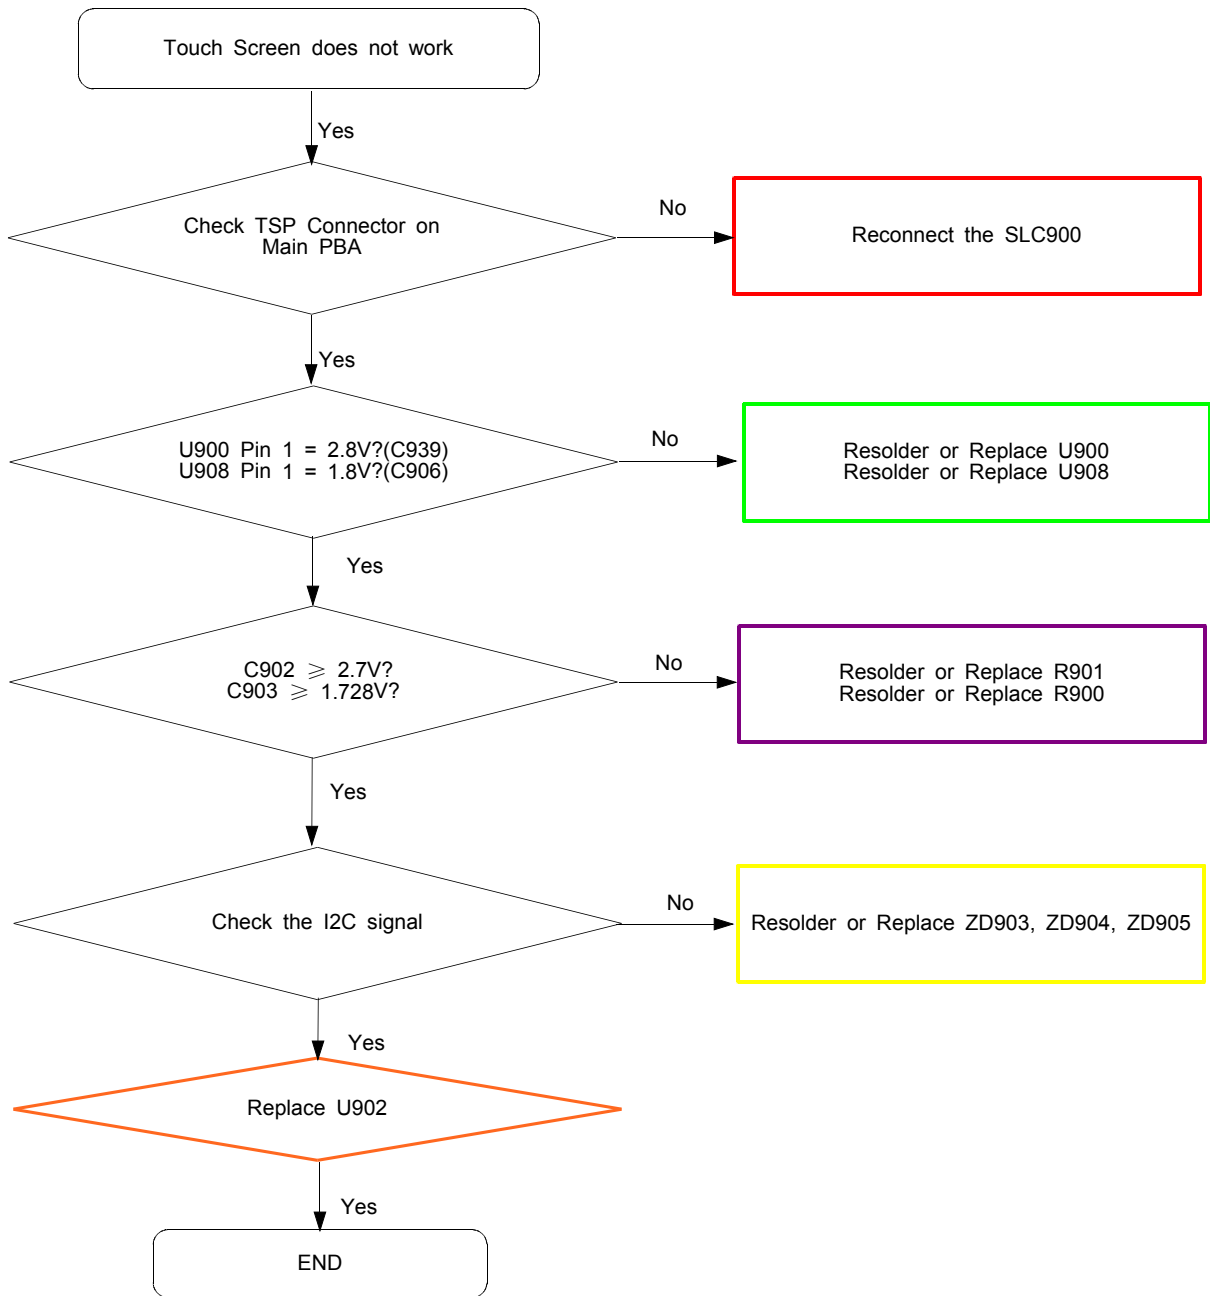 Touch Screen does not work
Yes
Check TSP Connector on
Main PBA
No
Reconnect the SLC900
Yes
U900 Pin 1 = 2.8V?(C939)
U908 Pin 1 = 1.8V?(C906)
No
Resolder or Replace U900
Resolder or Replace U908
Yes
C902 ≥ 2.7V?
C903 ≥ 1.728V?
No
Resolder or Replace R901
Resolder or Replace R900
Yes
Check the I2C signal
No
Resolder or Replace ZD903, ZD904, ZD905
Yes
Replace U902
Yes
END